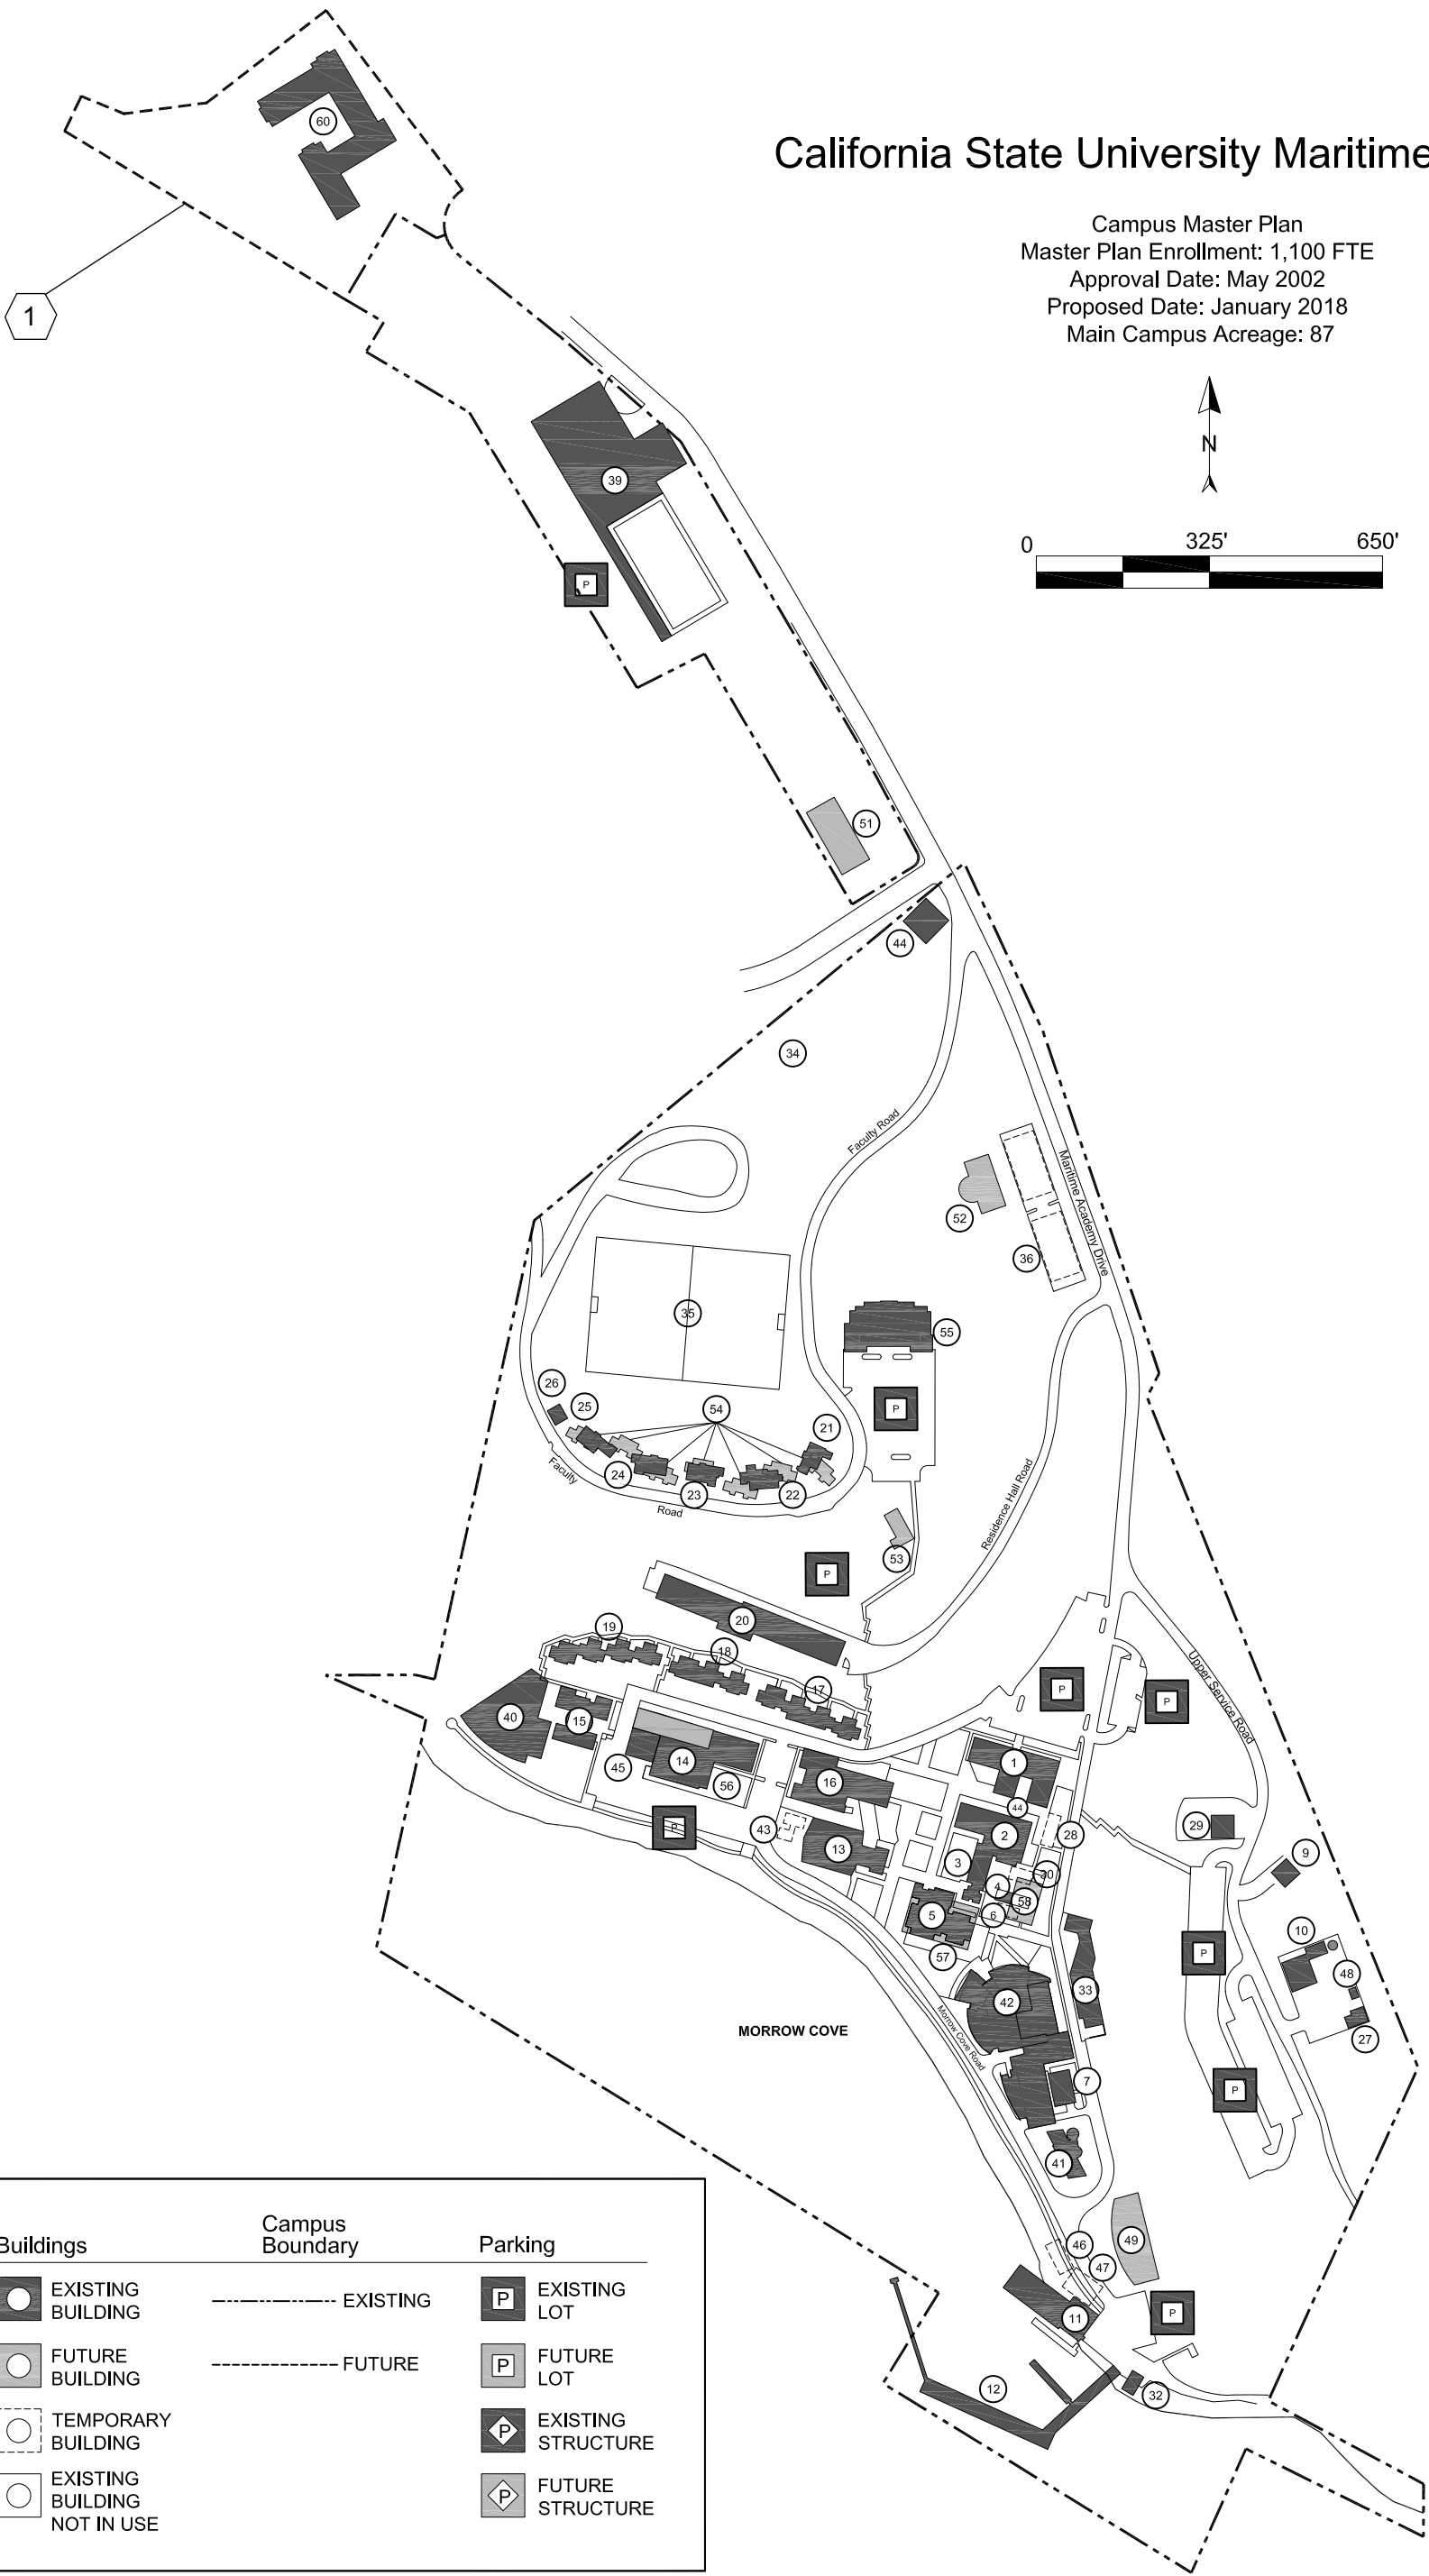 California State University Maritime
Campus Master Plan
Master Plan Enrollment: 1,100 FTE
Approval Date: May 2002
Proposed Date: January 2018
Main Campus Acreage: 87
N
0 325' 650'
60
1
39
P
51
44
34
Faculty Road
Maritime Academy Drive
52
36
35
55
26
25
54
21
P
24
23
22
Faculty
Road
Residence Hall Road
53
P
20
19
18
17
P
P
Upper Service Road
40
15
45
14
56
16
1
44
43
13
2
28
29
9
P
3
30
4
58
5
6
57
10
P
48
42
33
27
MORROW COVE
Morrow Cove Road
7
P
41
46
49
47
11
P
12
32
Buildings
Campus
Boundary
Parking
EXISTING
BUILDING
EXISTING
P
EXISTING
LOT
FUTURE
BUILDING
FUTURE
P
FUTURE
LOT
TEMPORARY
BUILDING
P
EXISTING
STRUCTURE
EXISTING
BUILDING
NOT IN USE
P
FUTURE
STRUCTURE